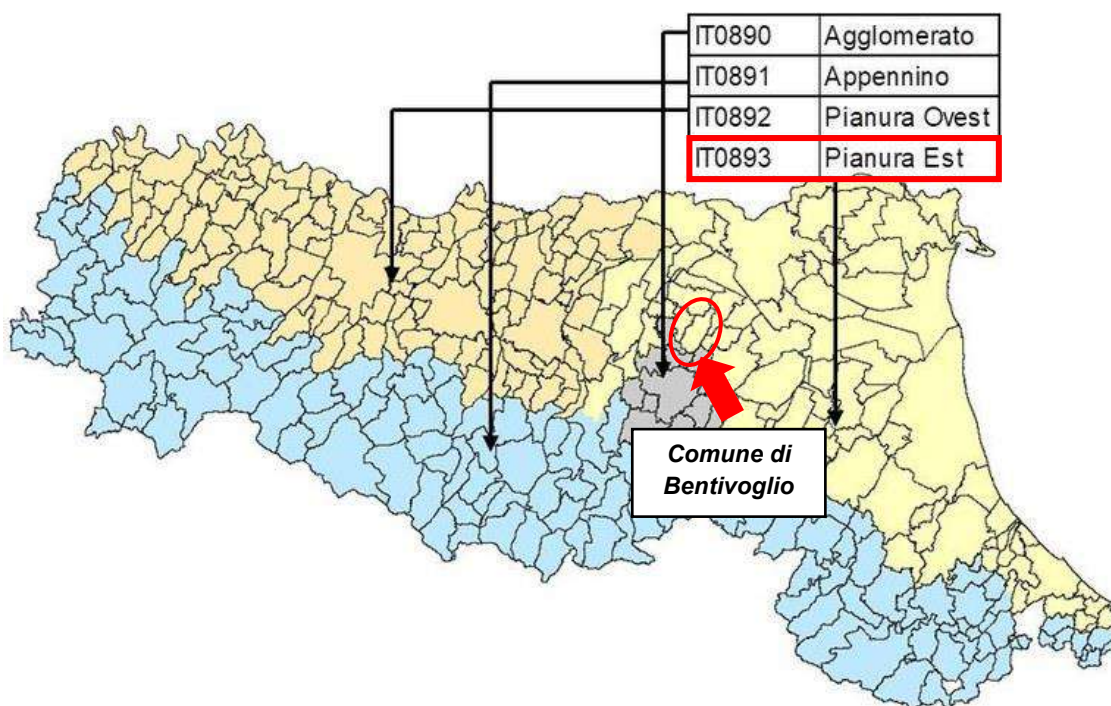 IT0890 Agglomerato
IT0891 Appennino
IT0892 Pianura Ovest
IT0893 Pianura Est
Comune di
Bentivoglio